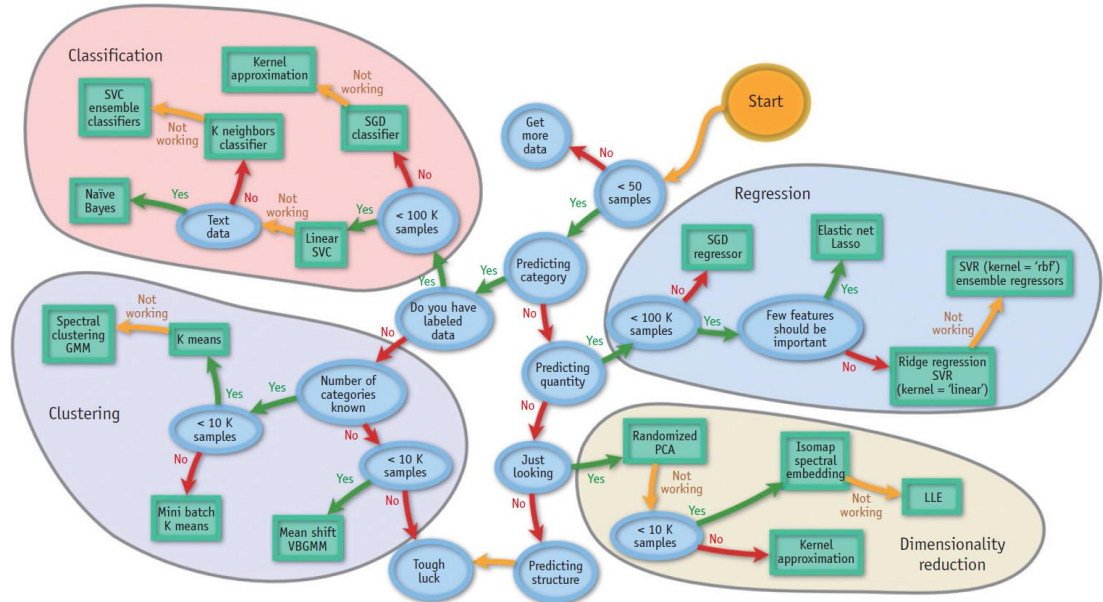 Classification
Kernel
approximation
Not
working
SVC
ensemble
classifiers
Not
working
K neighbors
classifier
SGD
classifier
No
Naïve
Bayes
Yes
No
Text
data
Not
working
Linear
SVC
Yes
< 100 K
samples
Start
Get
more
data
No
< 50
samples
Yes
Predicting
category
Yes
Yes
Do you have
labeled
data
No
No
Regression
SGD
regressor
No
< 100 K
samples
Yes
Elastic net
Lasso
Yes
Few features
should be
important
No
SVR (kernel = ‘rbf’)
ensemble regressors
Not
working
Ridge regression
SVR
(kernel = ‘linear’)
Predicting
quantity
Yes
No
Clustering
Spectral
clustering
GMM
Not
working
K means
Yes
< 10 K
samples
Yes
Number of
categories
known
No
No
Mini batch
K means
< 10 K
samples
Yes
No
Mean shift
VBGMM
Just
looking
Yes
No
Tough
luck
Predicting
structure
Randomized
PCA
Not
working
< 10 K
samples
Yes
No
Isomap
spectral
embedding
Not
working
LLE
Kernel
approximation
Dimensionality
reduction